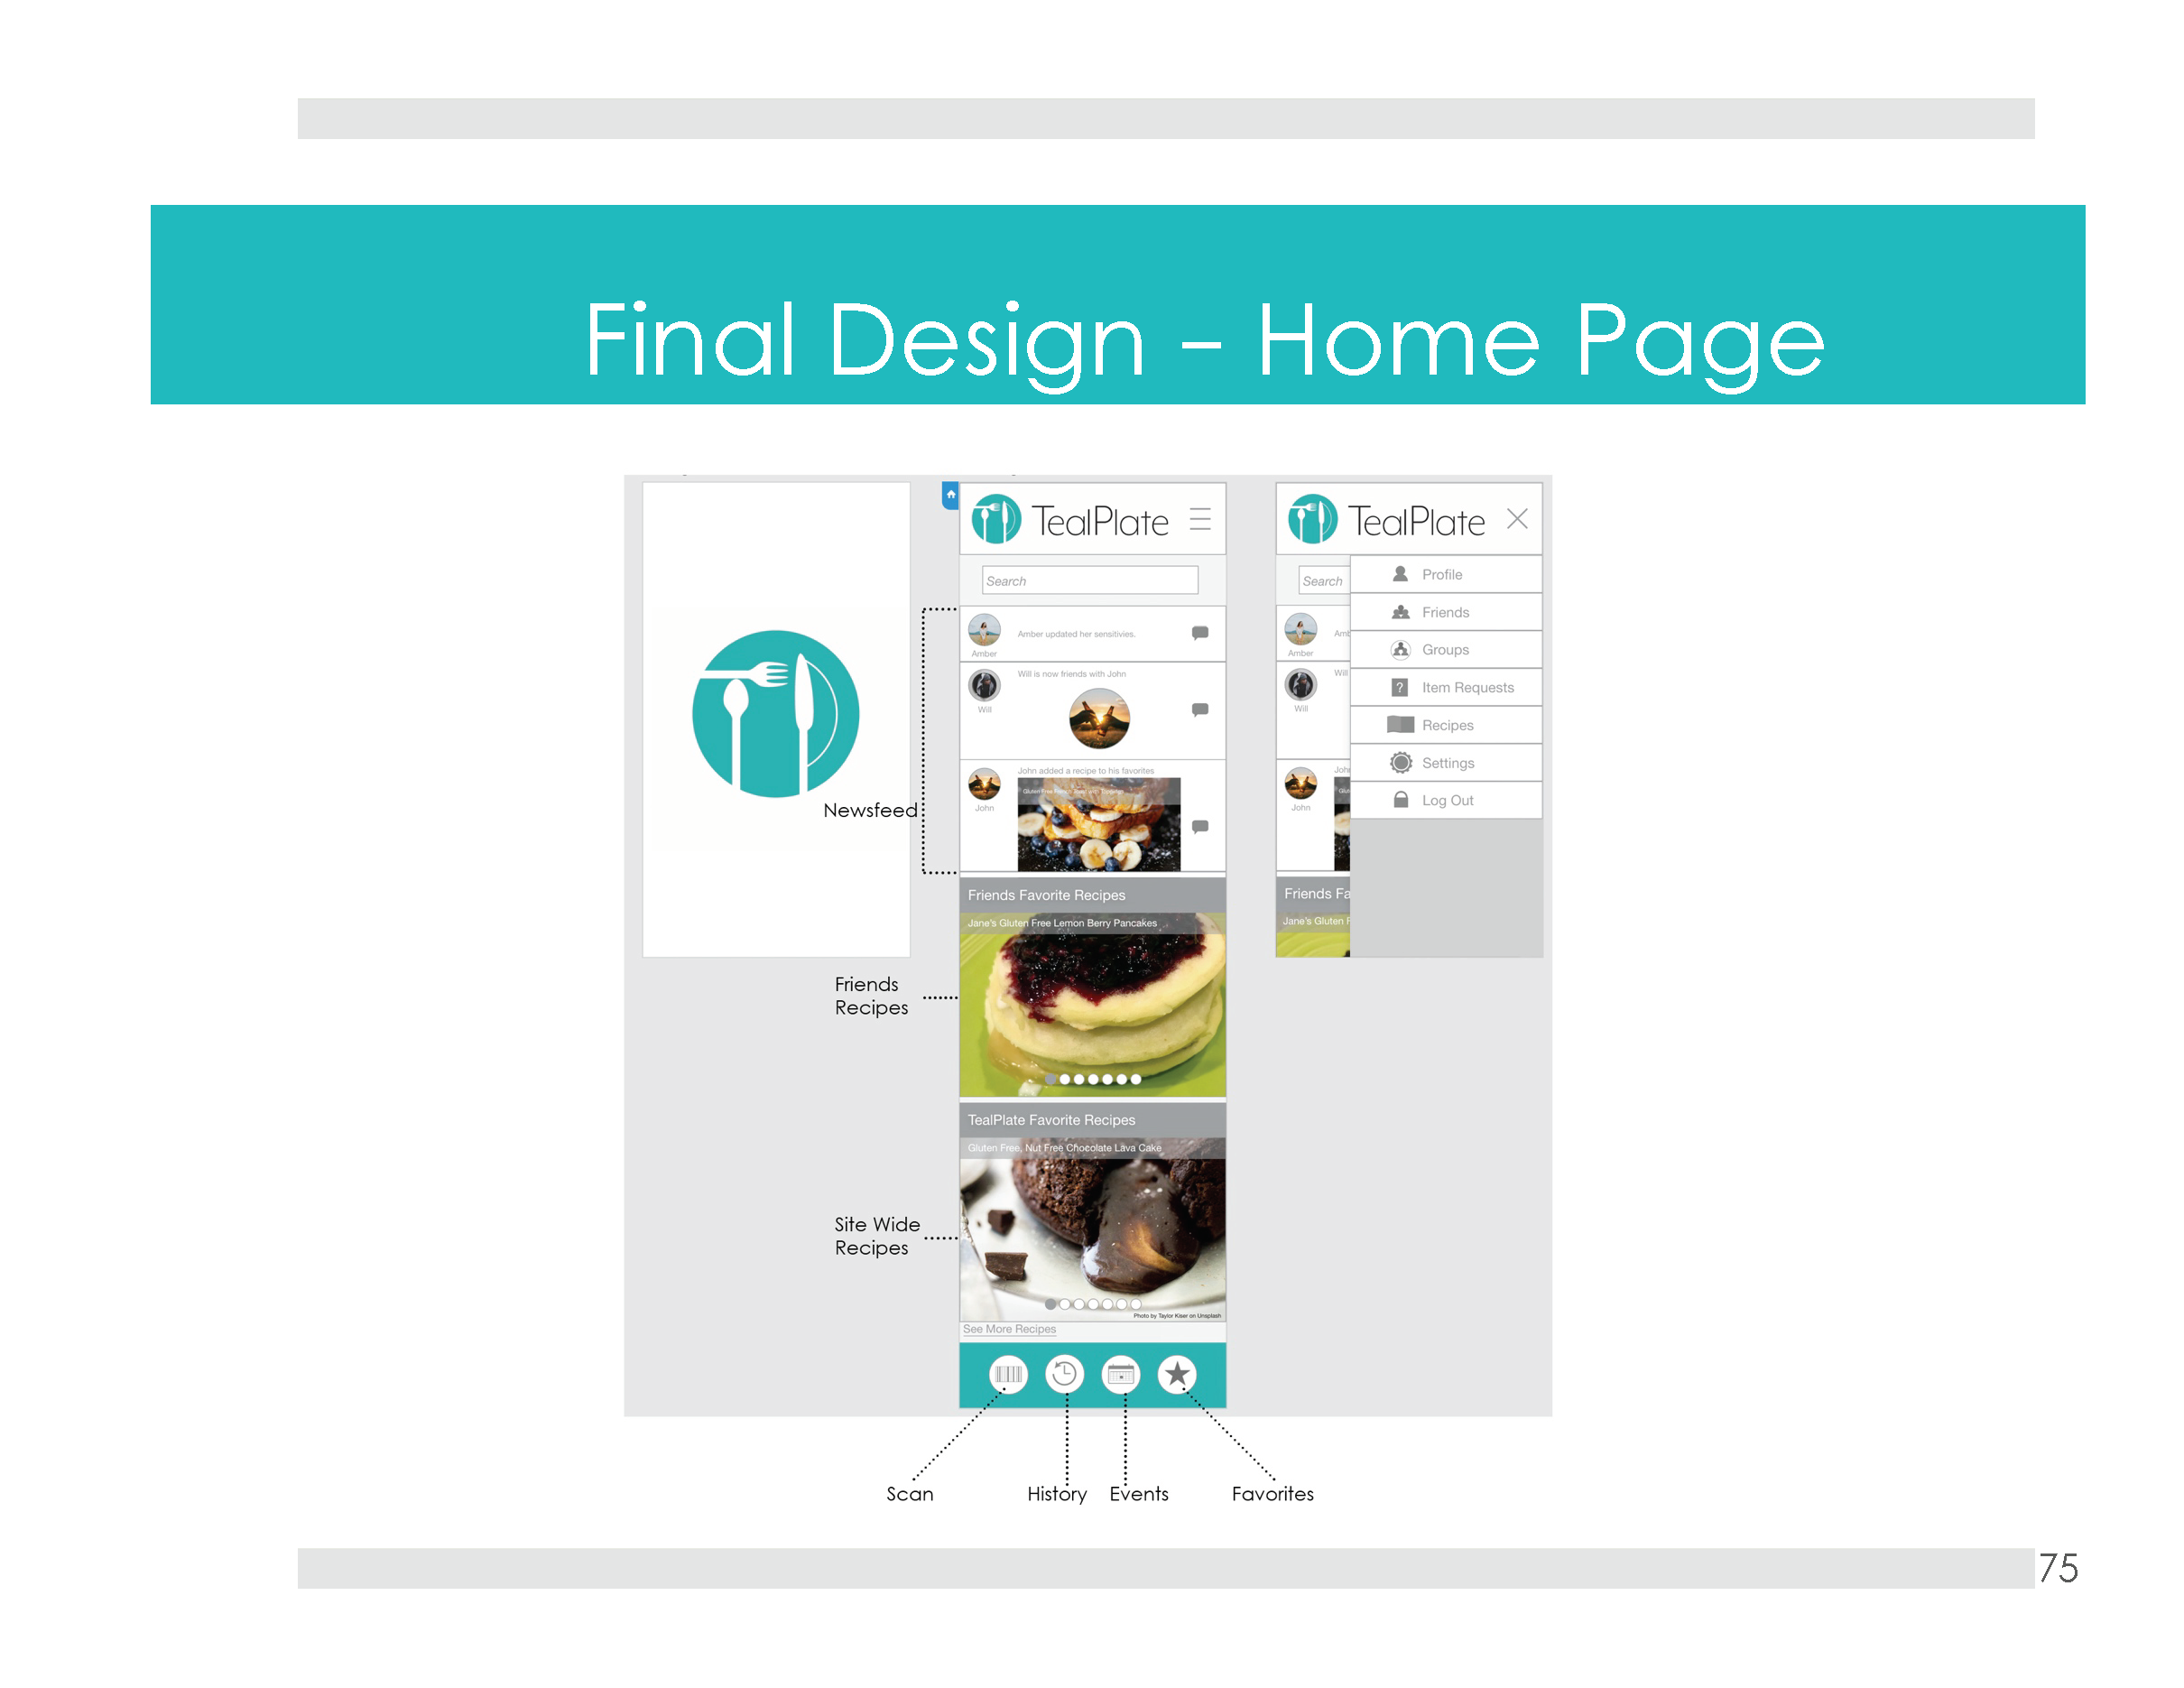 Final Design – Home Page
TealPlate
Search
Amber updated her sensitivies.
Amber
Will is now friends with John
Will
John added a recipe to his favorites
John
Newsfeed
Friends Favorite Recipes
Jane's Gluten Free Lemon Berry Pancakes
Friends
Recipes
TealPlate Favorite Recipes
Gluten Free, Nut Free Chocolate Lava Cake
Site Wide
Recipes
Photo by Taylor Kiser on Unsplash
See More Recipes
Scan
History
Events
Favorites
TealPlate
Search
Profile
Friends
Groups
? Item Requests
Recipes
Settings
Log Out
Amb
Amber
Will
Will
John
John
Friends Fa
Jane's Gluten F
75